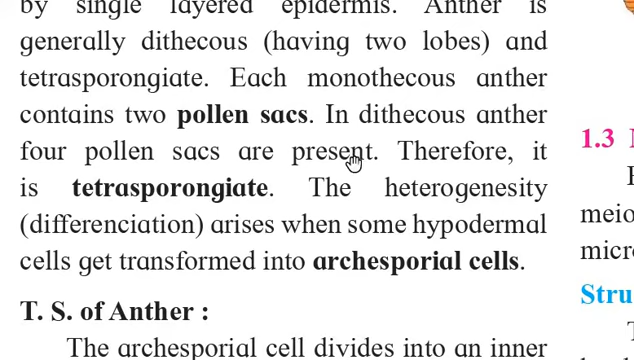 by single layered epidermis. Anther is
generally dithecous (having two lobes) and
tetrasporongiate. Each monothecous anther
contains two pollen sacs. In dithecous anther
four pollen sacs are present. Therefore, it
is tetrasporongiate. The heterogenesity
(differenciation) arises when some hypodermal
cells get transformed into archesporial cells.
T. S. of Anther :
The archesporial cell divides into an inner
1.3
meio
micr
Stru